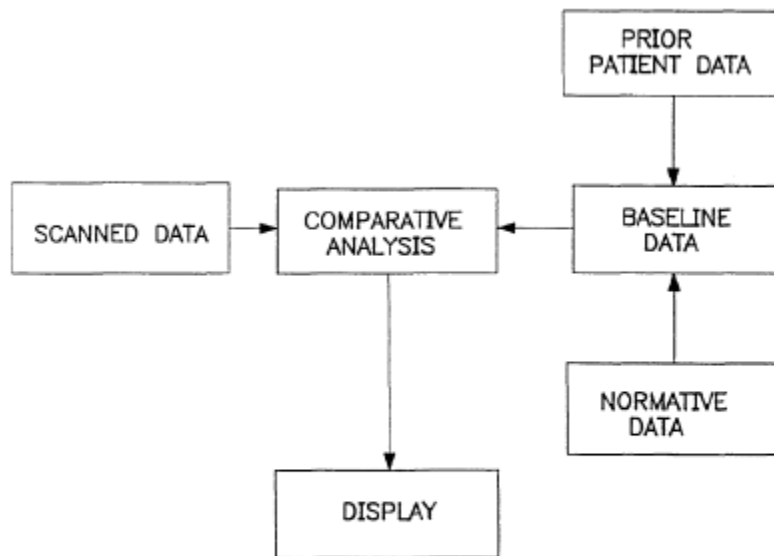 PRIOR
PATIENT DATA
SCANNED DATA
COMPARATIVE
ANALYSIS
BASELINE
DATA
NORMATIVE
DATA
DISPLAY